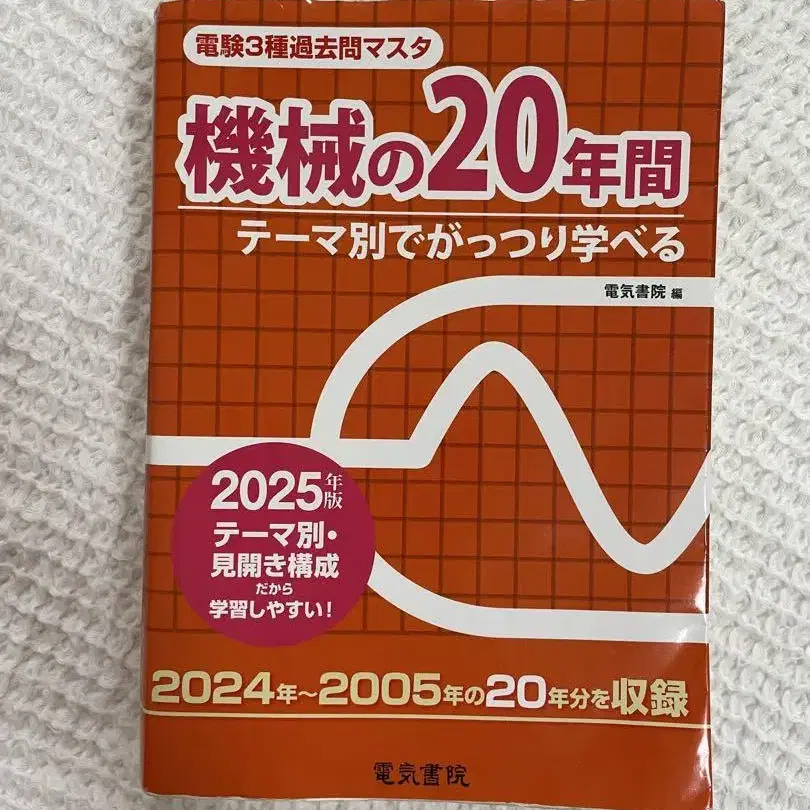 電験3種過去問マスタ
機械の20年間
テーマ別でがっつり学べる
電気書院 編
2025年版
テーマ別・
見開き構成
だから
学習しやすい!
2024年～2005年の20年分を収録
電気書院